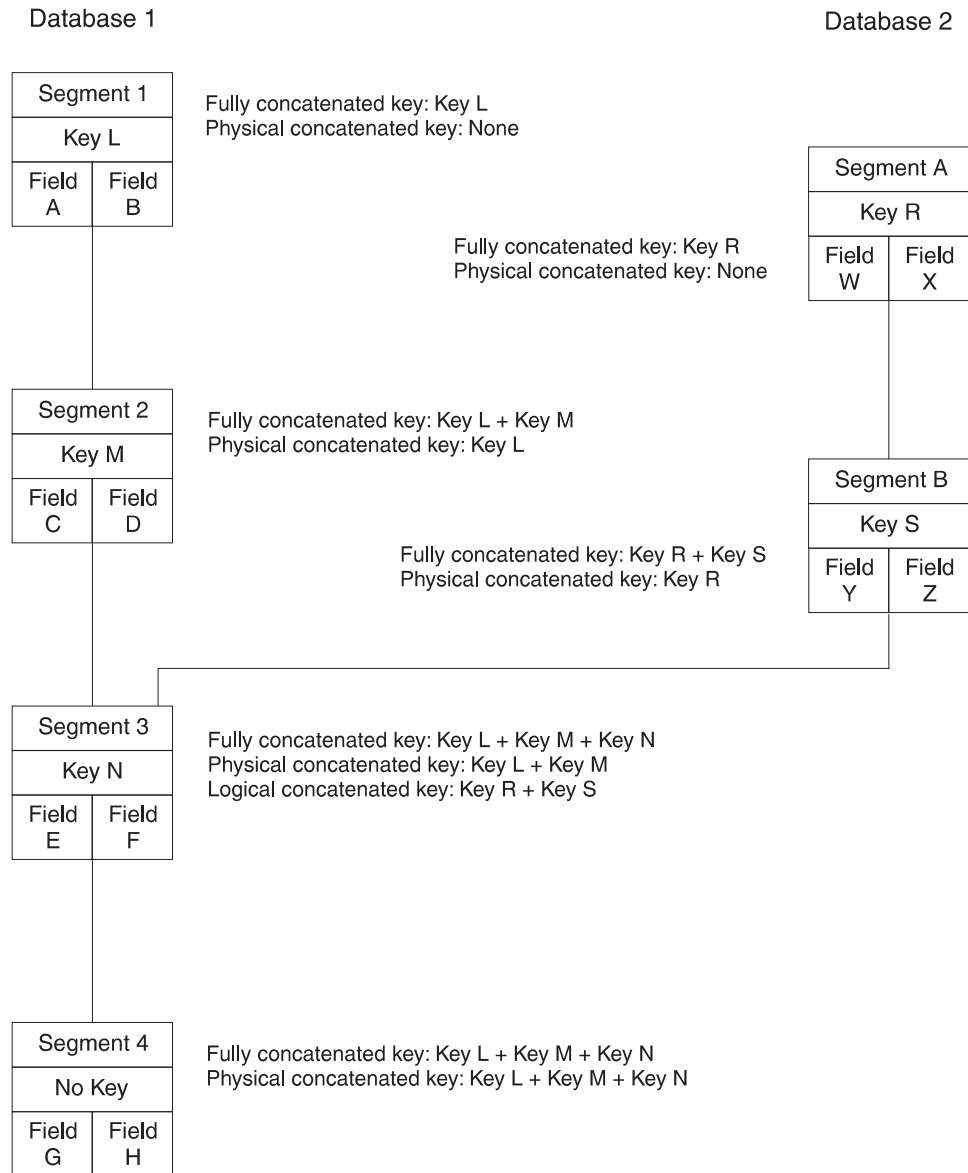 Database 1
Database 2
Segment 1
Key L
Field A
Field B
Fully concatenated key: Key L
Physical concatenated key: None
Segment A
Key R
Field W
Field X
Fully concatenated key: Key R
Physical concatenated key: None
Segment 2
Key M
Field C
Field D
Fully concatenated key: Key L + Key M
Physical concatenated key: Key L
Segment B
Key S
Field Y
Field Z
Fully concatenated key: Key R + Key S
Physical concatenated key: Key R
Segment 3
Key N
Field E
Field F
Fully concatenated key: Key L + Key M + Key N
Physical concatenated key: Key L + Key M
Logical concatenated key: Key R + Key S
Segment 4
No Key
Field G
Field H
Fully concatenated key: Key L + Key M + Key N
Physical concatenated key: Key L + Key M + Key N